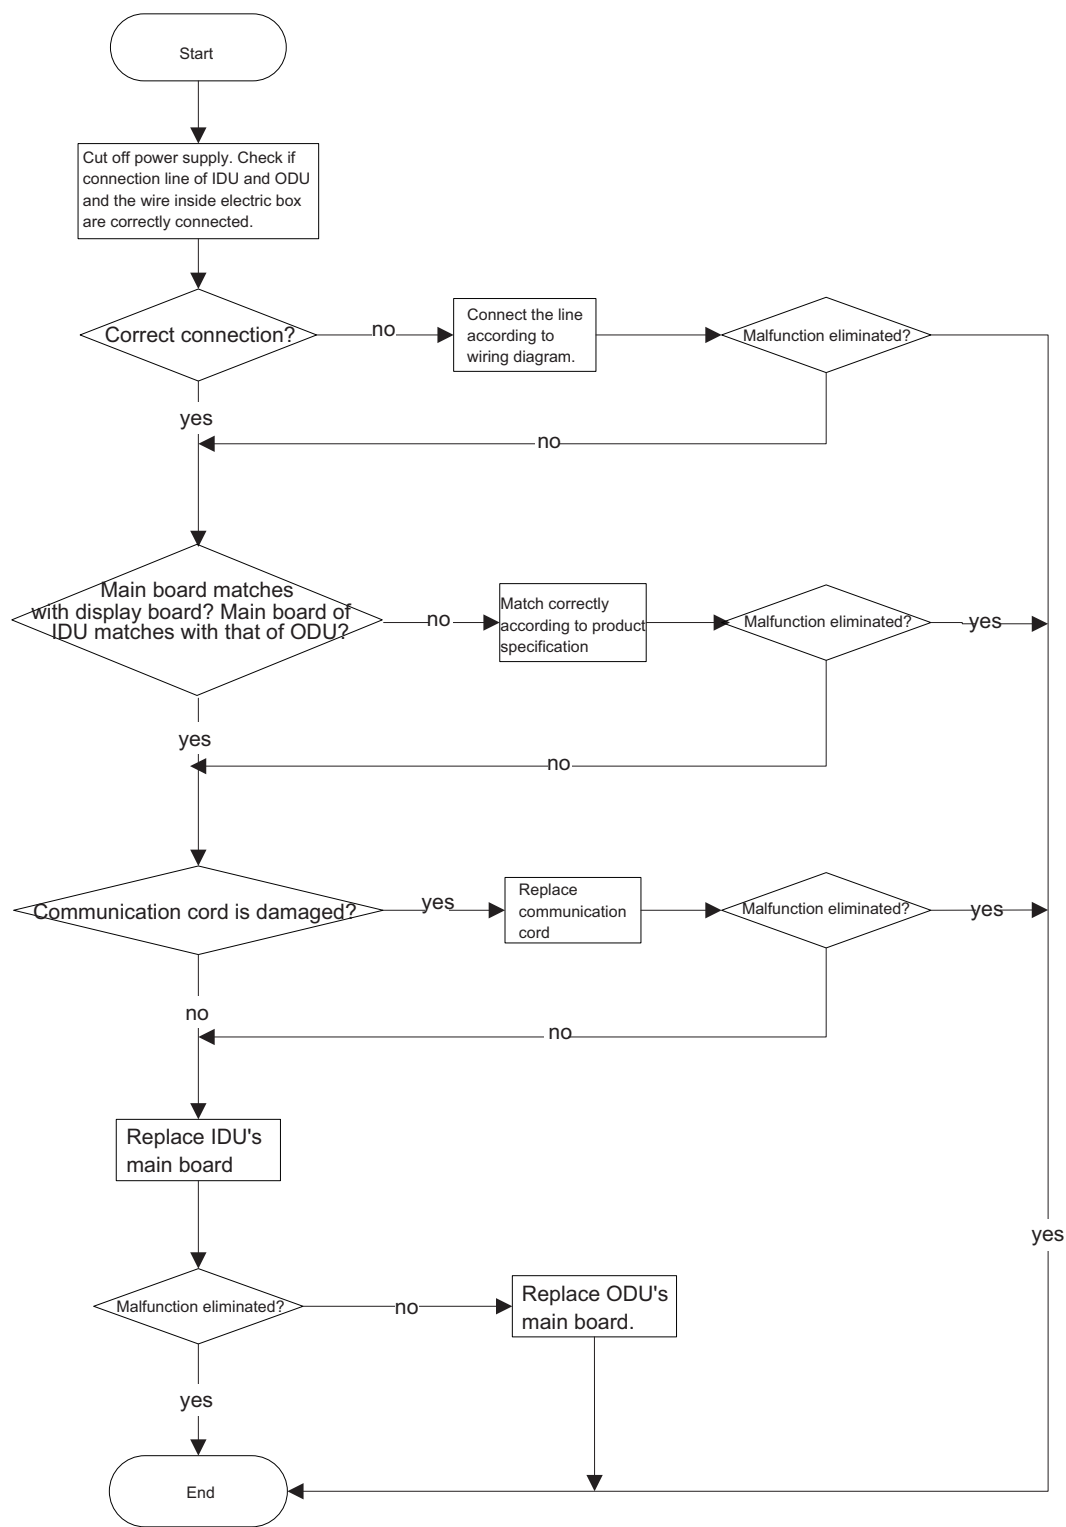 Start
Cut off power supply. Check if
connection line of IDU and ODU
and the wire inside electric box
are correctly connected.
Correct connection?
no
Connect the line
according to
wiring diagram.
Malfunction eliminated?
yes
no
Main board matches
with display board? Main board of
IDU matches with that of ODU?
no
Match correctly
according to product
specification
Malfunction eliminated?
yes
yes
no
Communication cord is damaged?
yes
Replace
communication
cord
Malfunction eliminated?
yes
no
no
Replace IDU's
main board
yes
Malfunction eliminated?
no
Replace ODU's
main board.
yes
End